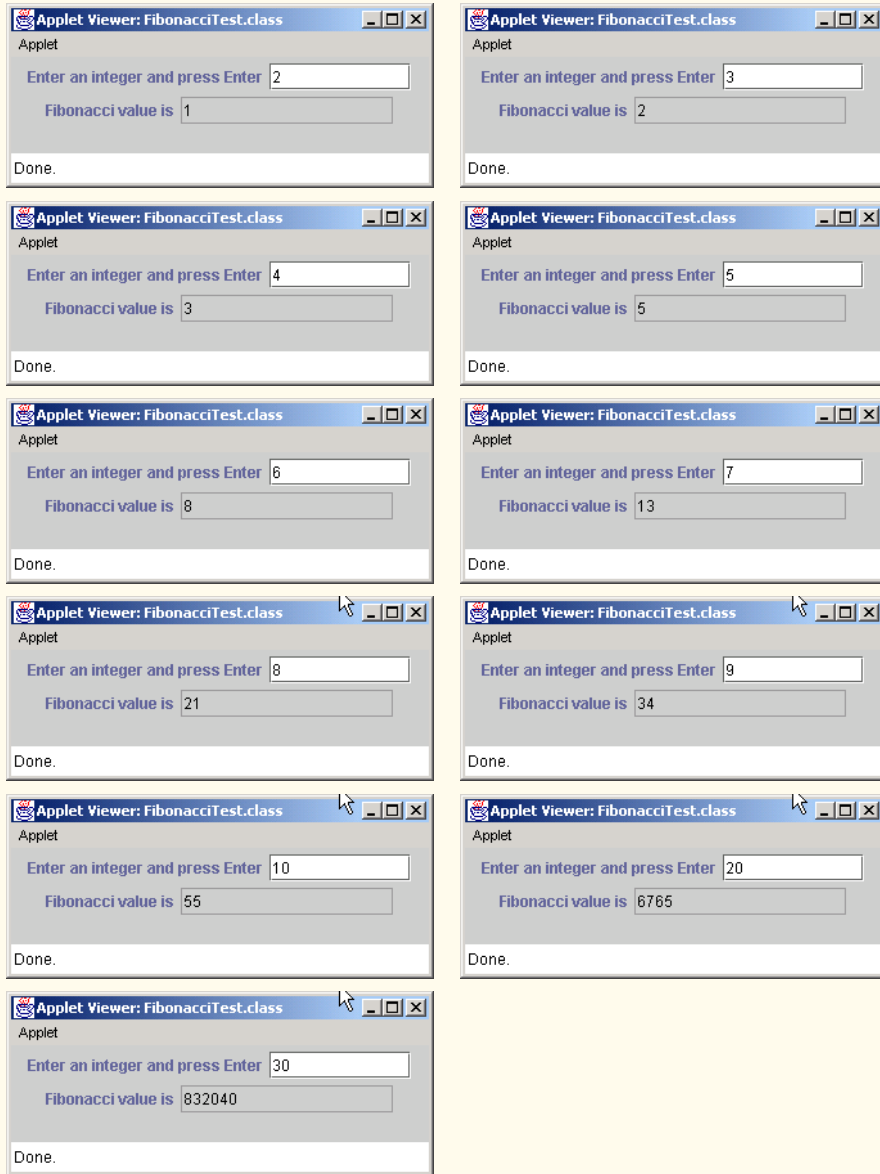 Applet Viewer: FibonacciTest.class
Applet
Enter an integer and press Enter 2
Fibonacci value is 1
Done.
Applet Viewer: FibonacciTest.class
Applet
Enter an integer and press Enter 3
Fibonacci value is 2
Done.
Applet Viewer: FibonacciTest.class
Applet
Enter an integer and press Enter 4
Fibonacci value is 3
Done.
Applet Viewer: FibonacciTest.class
Applet
Enter an integer and press Enter 5
Fibonacci value is 5
Done.
Applet Viewer: FibonacciTest.class
Applet
Enter an integer and press Enter 6
Fibonacci value is 8
Done.
Applet Viewer: FibonacciTest.class
Applet
Enter an integer and press Enter 7
Fibonacci value is 13
Done.
Applet Viewer: FibonacciTest.class
Applet
Enter an integer and press Enter 8
Fibonacci value is 21
Done.
Applet Viewer: FibonacciTest.class
Applet
Enter an integer and press Enter 9
Fibonacci value is 34
Done.
Applet Viewer: FibonacciTest.class
Applet
Enter an integer and press Enter 10
Fibonacci value is 55
Done.
Applet Viewer: FibonacciTest.class
Applet
Enter an integer and press Enter 20
Fibonacci value is 6765
Done.
Applet Viewer: FibonacciTest.class
Applet
Enter an integer and press Enter 30
Fibonacci value is 832040
Done.